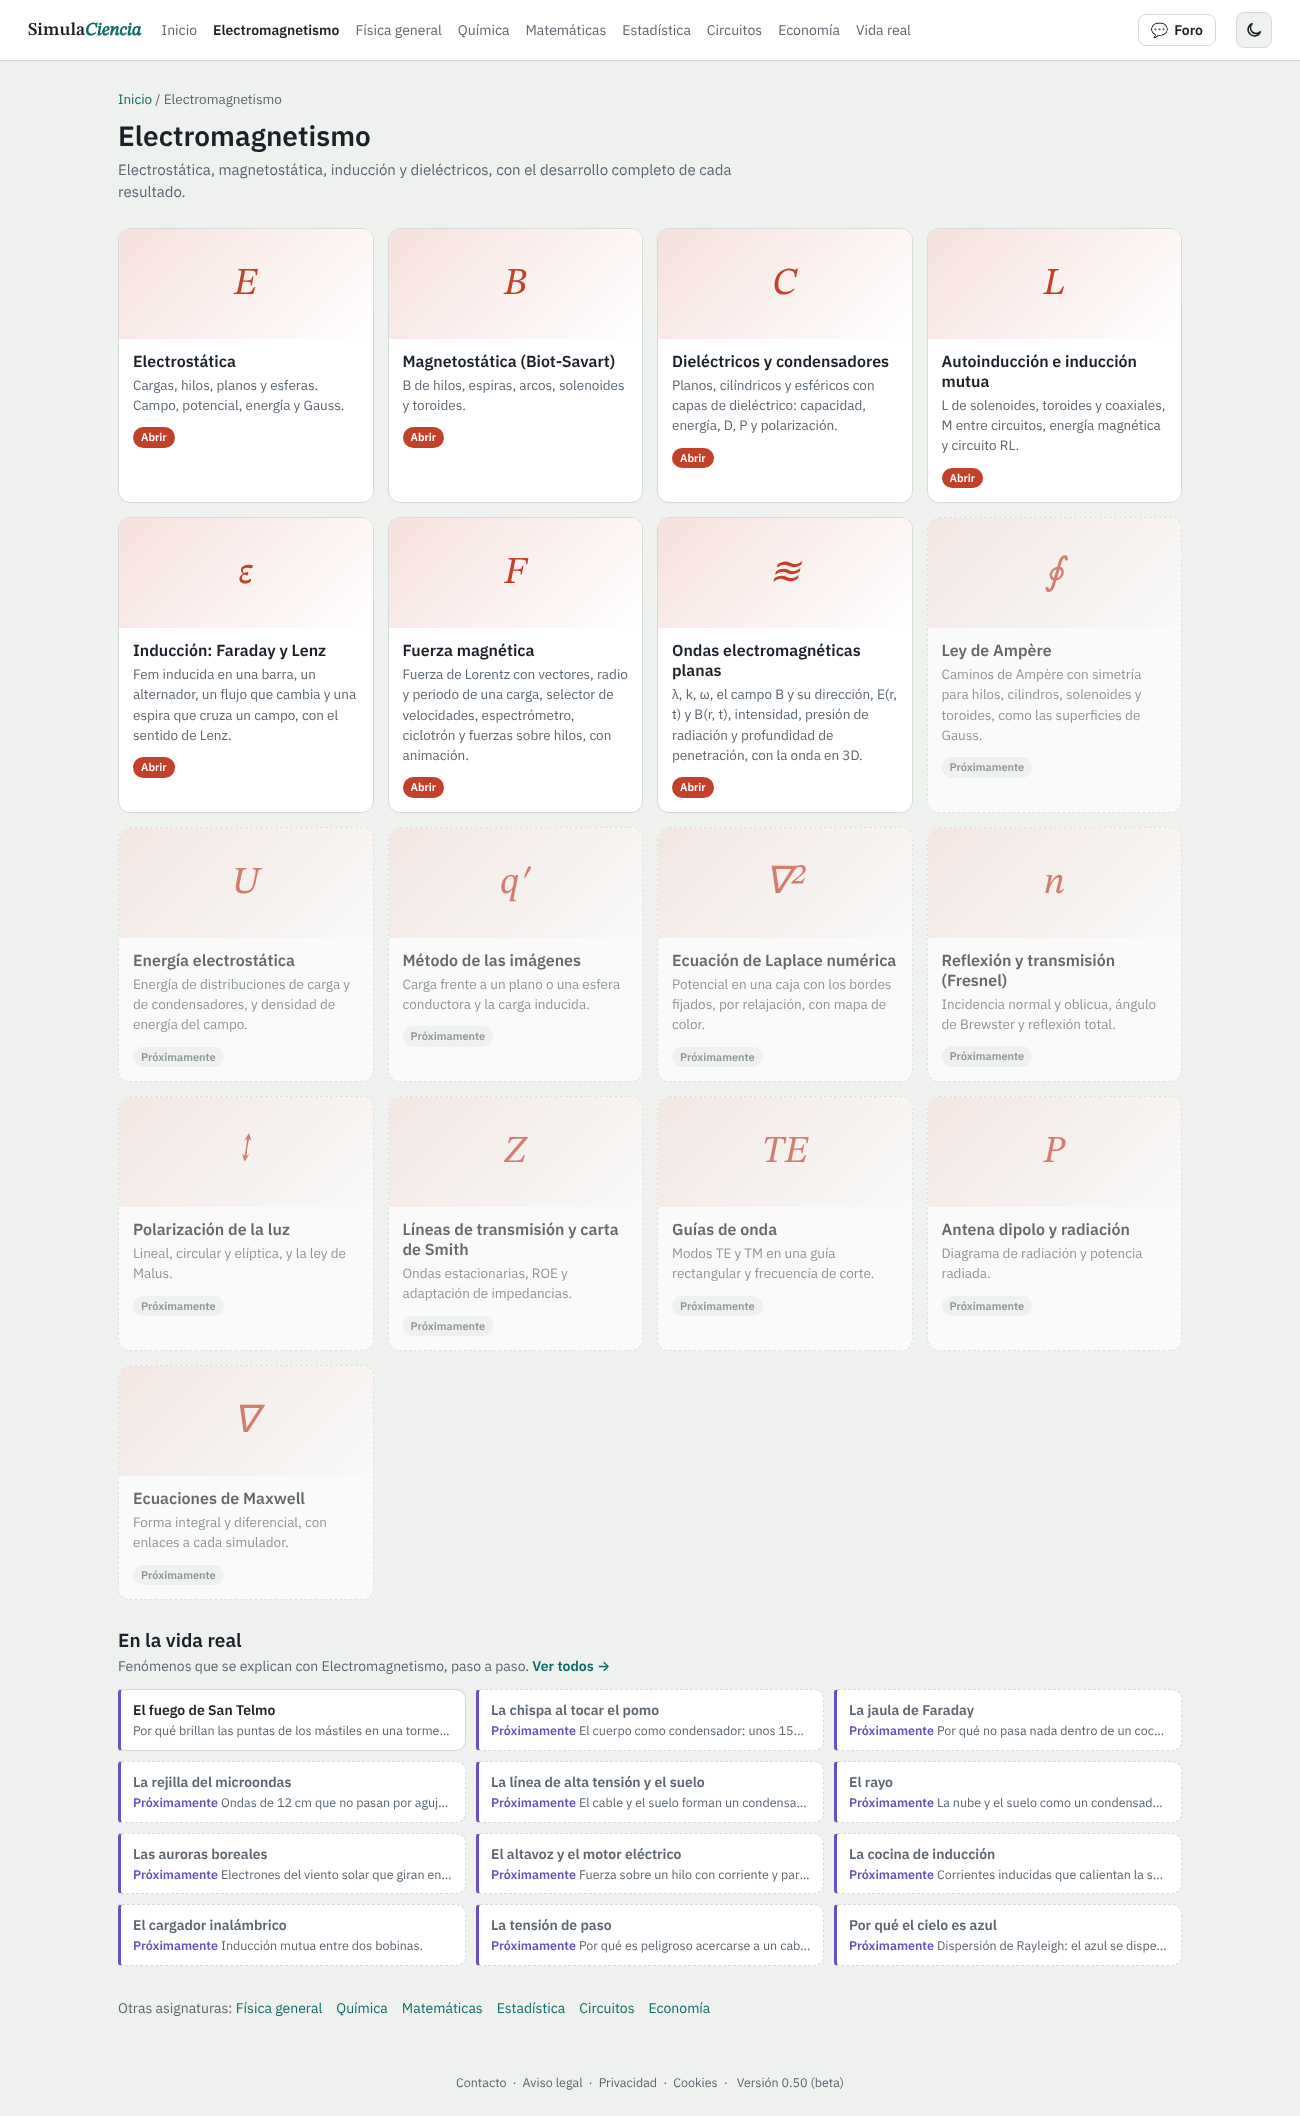 SimulaCiencia Inicio Electromagnetismo Física general Química Matemáticas Estadística Circuitos Economía Vida real 💬 Foro
Inicio / Electromagnetismo
Electromagnetismo
Electrostática, magnetostática, inducción y dieléctricos, con el desarrollo completo de cada
resultado.
E
Electrostática
Cargas, hilos, planos y esferas.
Campo, potencial, energía y Gauss.
Abrir
B
Magnetostática (Biot-Savart)
B de hilos, espiras, arcos, solenoides
y toroides.
Abrir
C
Dieléctricos y condensadores
Planos, cilíndricos y esféricos con
capas de dieléctrico: capacidad,
energía, D, P y polarización.
Abrir
L
Autoinducción e inducción
mutua
L de solenoides, toroides y coaxiales,
M entre circuitos, energía magnética
y circuito RL.
Abrir
ε
Inducción: Faraday y Lenz
Fem inducida en una barra, un
alternador, un flujo que cambia y una
espira que cruza un campo, con el
sentido de Lenz.
Abrir
F
Fuerza magnética
Fuerza de Lorentz con vectores, radio
y periodo de una carga, selector de
velocidades, espectrómetro,
ciclotrón y fuerzas sobre hilos, con
animación.
Abrir
≋
Ondas electromagnéticas
planas
λ, k, ω, el campo B y su dirección, E(r,
t) y B(r, t), intensidad, presión de
radiación y profundidad de
penetración, con la onda en 3D.
Abrir
∮
Ley de Ampère
Caminos de Ampère con simetría
para hilos, cilindros, solenoides y
toroides, como las superficies de
Gauss.
Próximamente
U
Energía electrostática
Energía de distribuciones de carga y
de condensadores, y densidad de
energía del campo.
Próximamente
q′
Método de las imágenes
Carga frente a un plano o una esfera
conductora y la carga inducida.
Próximamente
∇²
Ecuación de Laplace numérica
Potencial en una caja con los bordes
fijados, por relajación, con mapa de
color.
Próximamente
n
Reflexión y transmisión
(Fresnel)
Incidencia normal y oblicua, ángulo
de Brewster y reflexión total.
Próximamente
↕
Polarización de la luz
Lineal, circular y elíptica, y la ley de
Malus.
Próximamente
Z
Líneas de transmisión y carta
de Smith
Ondas estacionarias, ROE y
adaptación de impedancias.
Próximamente
TE
Guías de onda
Modos TE y TM en una guía
rectangular y frecuencia de corte.
Próximamente
P
Antena dipolo y radiación
Diagrama de radiación y potencia
radiada.
Próximamente
∇
Ecuaciones de Maxwell
Forma integral y diferencial, con
enlaces a cada simulador.
Próximamente
En la vida real
Fenómenos que se explican con Electromagnetismo, paso a paso. Ver todos →
El fuego de San Telmo
Por qué brillan las puntas de los mástiles en una torme...
La chispa al tocar el pomo
Próximamente El cuerpo como condensador: unos 15...
La jaula de Faraday
Próximamente Por qué no pasa nada dentro de un coc...
La rejilla del microondas
Próximamente Ondas de 12 cm que no pasan por aguj...
La línea de alta tensión y el suelo
Próximamente El cable y el suelo forman un condensa...
El rayo
Próximamente La nube y el suelo como un condensad...
Las auroras boreales
Próximamente Electrones del viento solar que giran en...
El altavoz y el motor eléctrico
Próximamente Fuerza sobre un hilo con corriente y par...
La cocina de inducción
Próximamente Corrientes inducidas que calientan la s...
El cargador inalámbrico
Próximamente Inducción mutua entre dos bobinas.
La tensión de paso
Próximamente Por qué es peligroso acercarse a un cab...
Por qué el cielo es azul
Próximamente Dispersión de Rayleigh: el azul se dispe...
Otras asignaturas: Física general Química Matemáticas Estadística Circuitos Economía
Contacto · Aviso legal · Privacidad · Cookies · Versión 0.50 (beta)